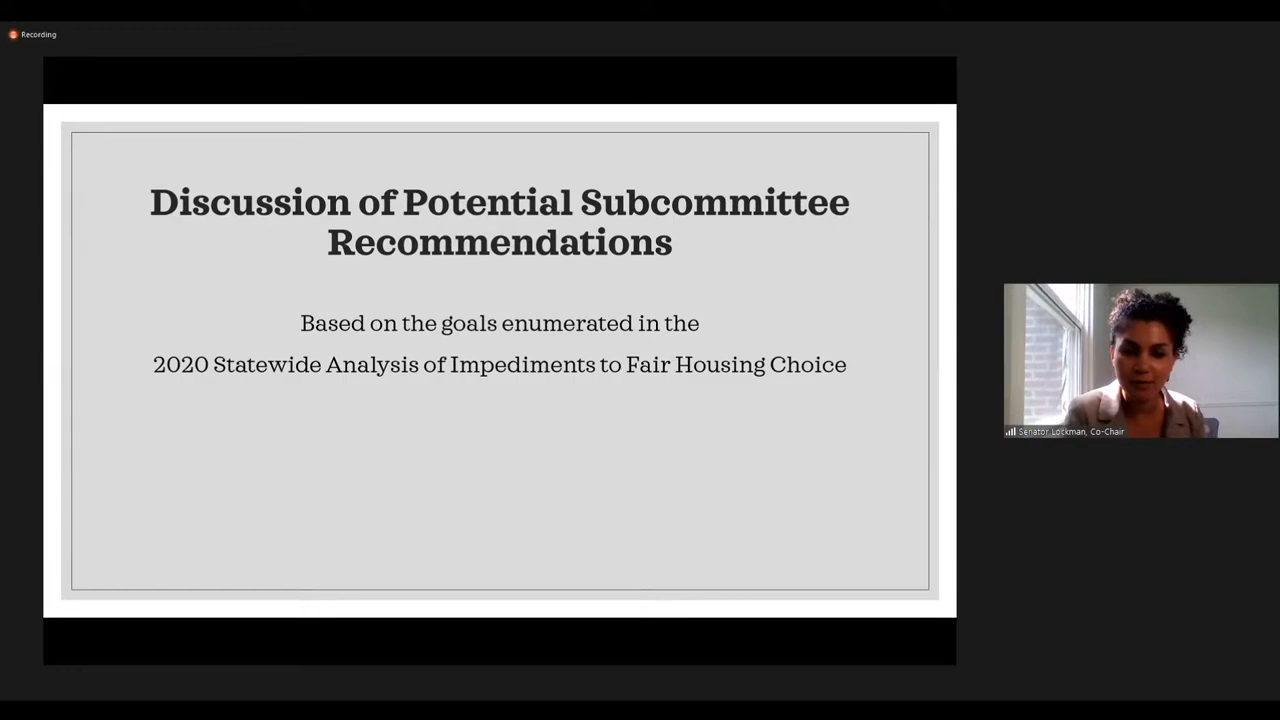 Recording
Discussion of Potential Subcommittee
Recommendations
Based on the goals enumerated in the
2020 Statewide Analysis of Impediments to Fair Housing Choice
Senator Lockman, Co-Chair